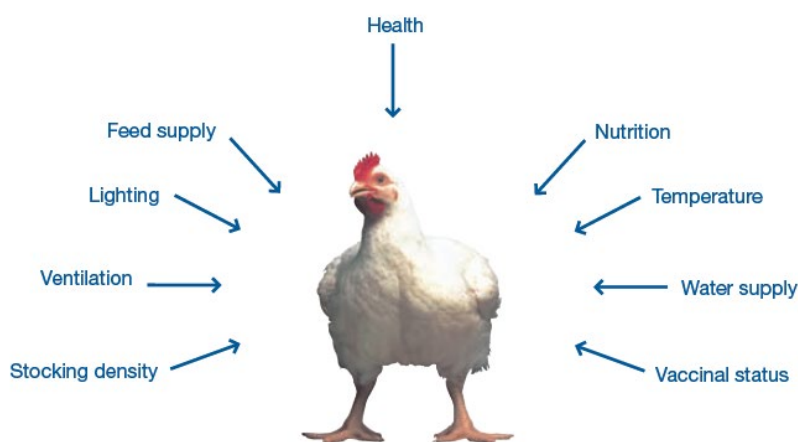 Health
Feed supply
Nutrition
Lighting
Temperature
Ventilation
Water supply
Stocking density
Vaccinal status